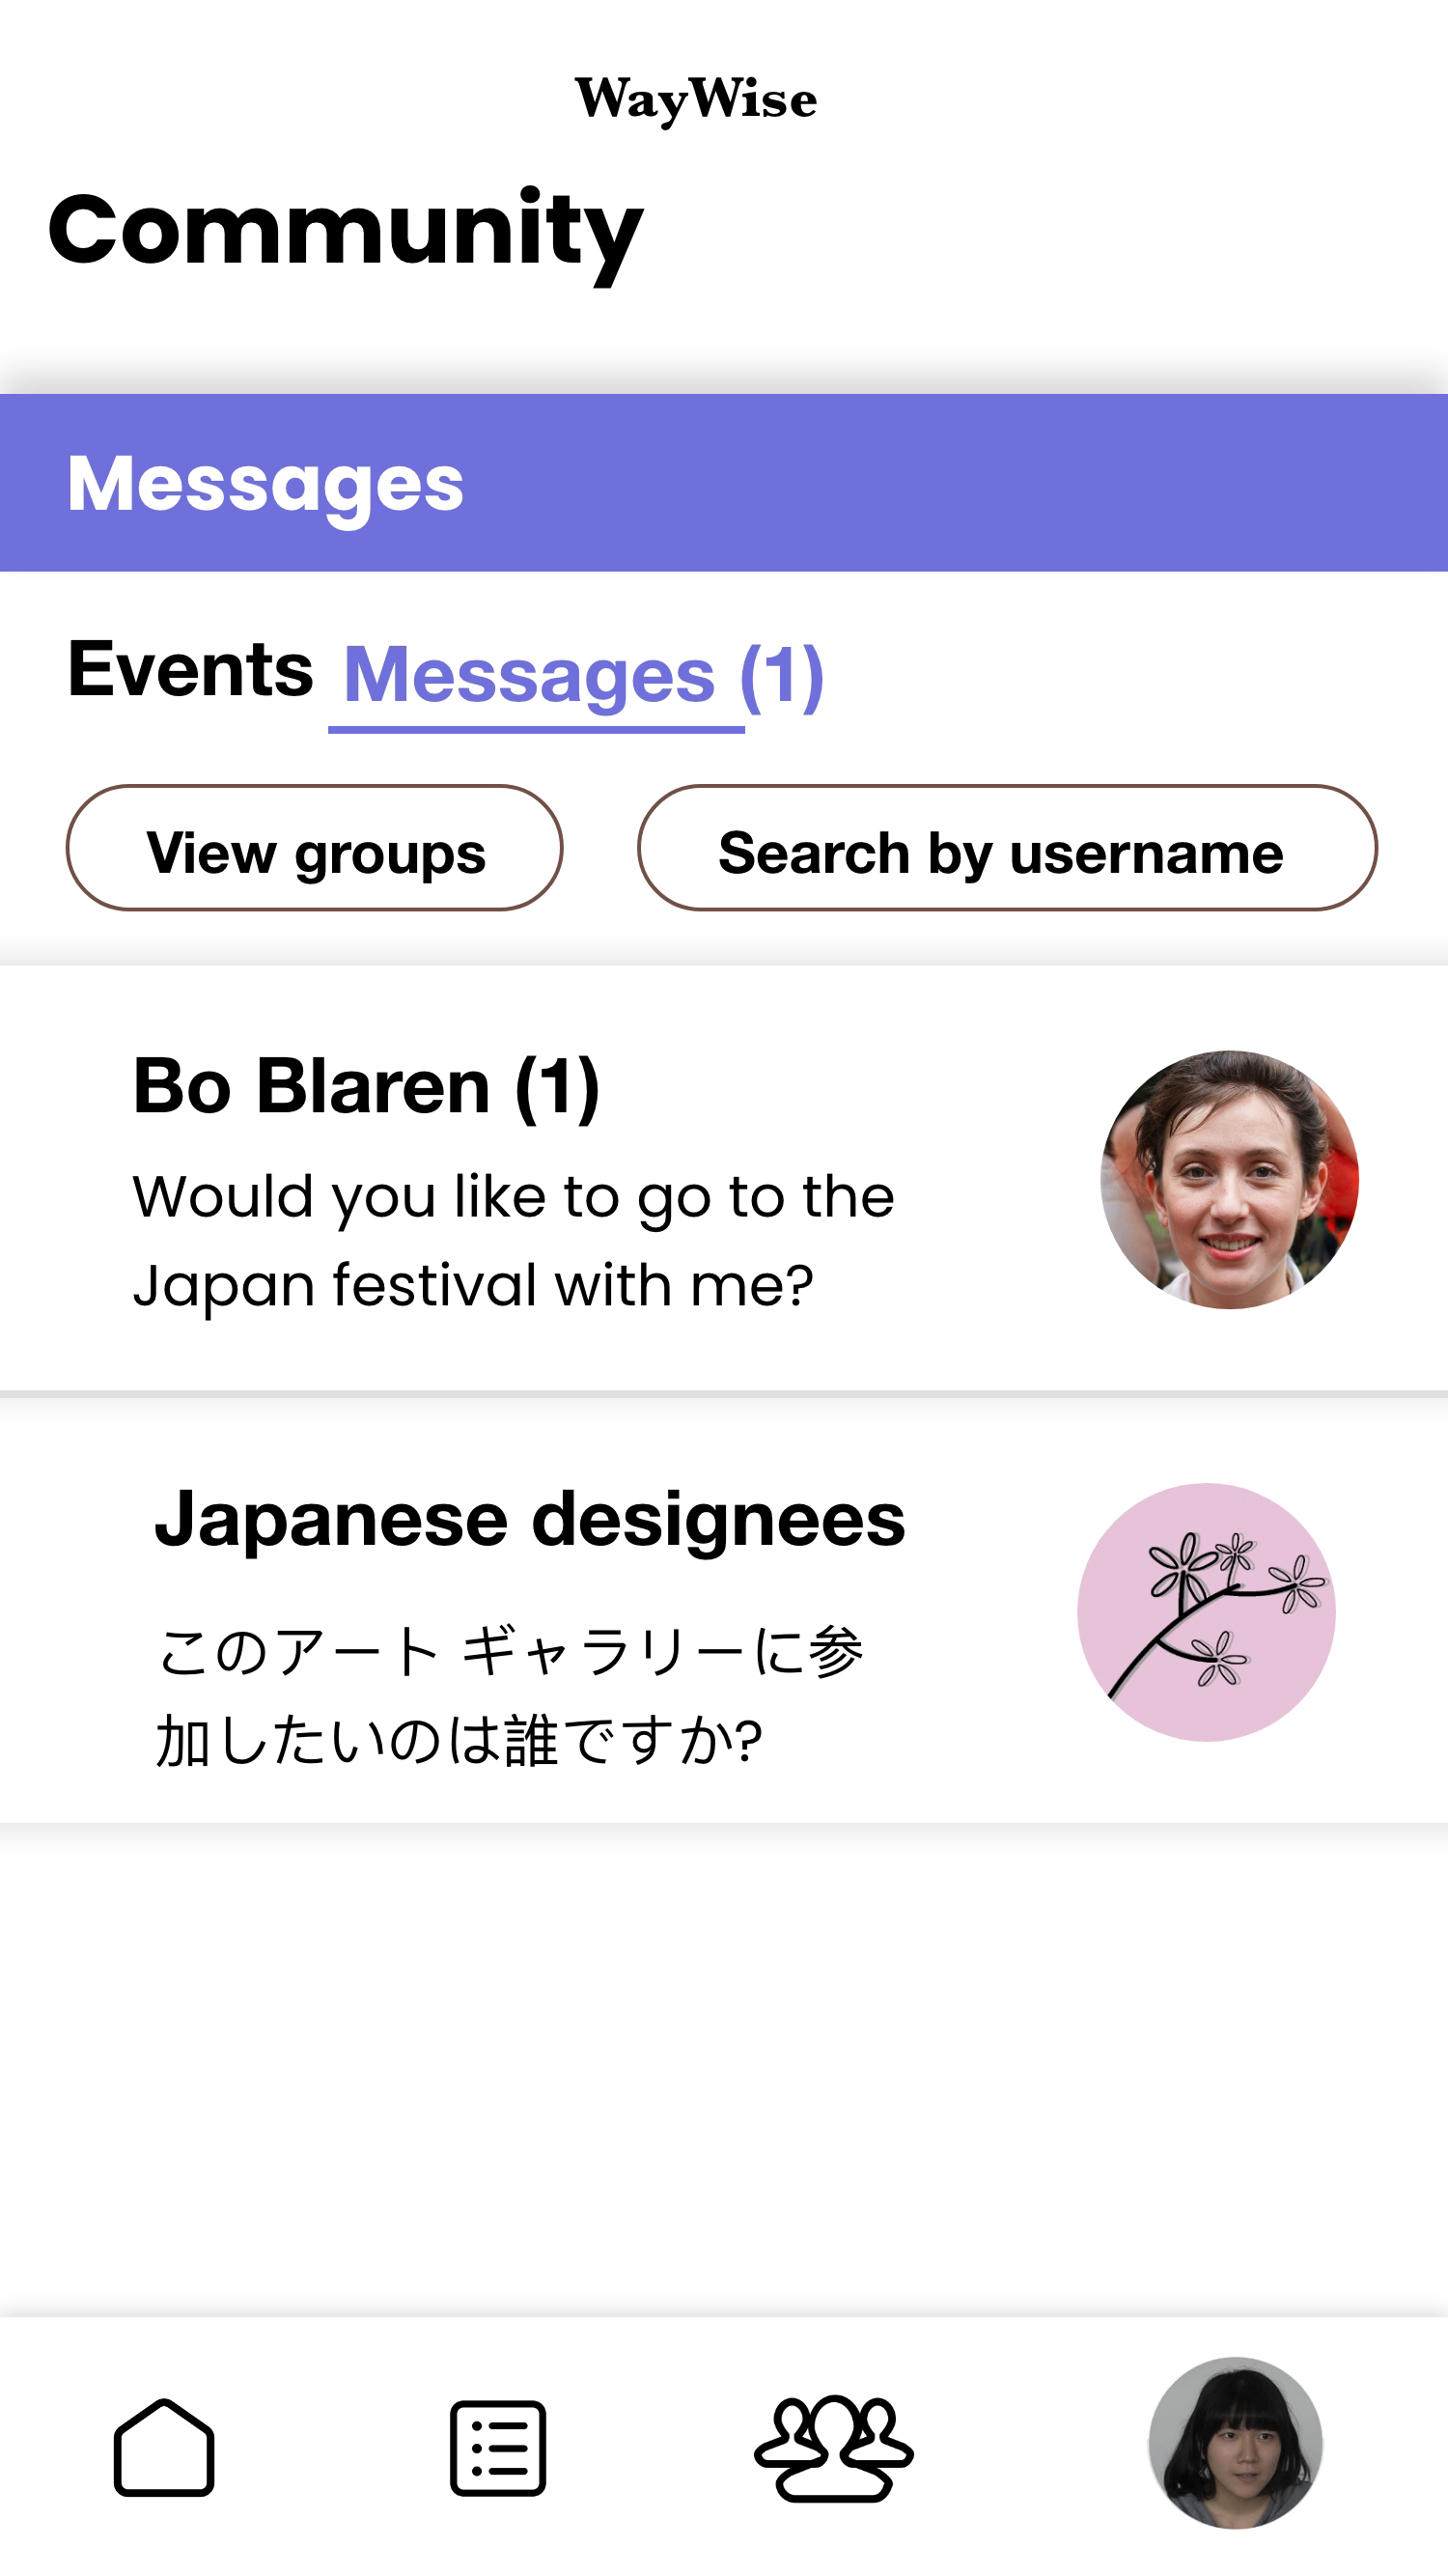 WayWise
Community
Messages
Events Messages (1)
View groups Search by username
Bo Blaren (1)
Would you like to go to the
Japan festival with me?
Japanese designees
このアート ギャラリーに参
加したいのは誰ですか?